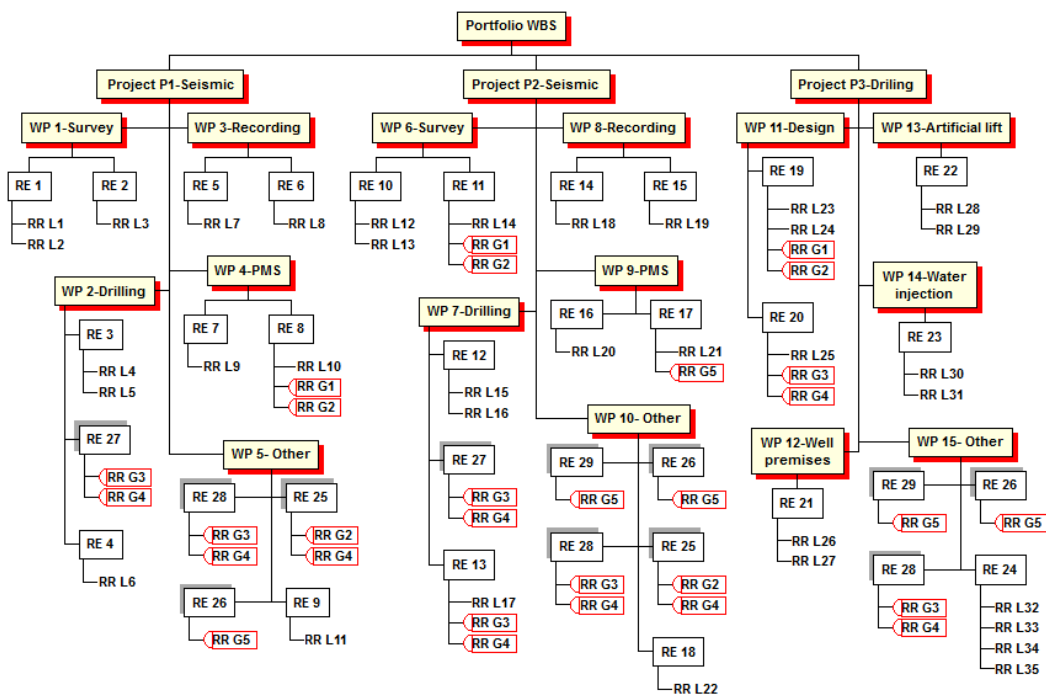 Portfolio WBS
Project P1-Seismic
Project P2-Seismic
Project P3-Driling
WP 1-Survey
WP 3-Recording
WP 6-Survey
WP 8-Recording
WP 11-Design
WP 13-Artificial lift
RE 1
RR L1
RR L2
RE 2
RR L3
RE 5
RR L7
RE 6
RR L8
WP 2-Drilling
RE 3
RR L4
RR L5
RE 27
RR G3
RR G4
RE 4
RR L6
WP 4-PMS
RE 7
RR L9
RE 8
RR L10
RR G1
RR G2
WP 5- Other
RE 28
RR G3
RR G4
RE 25
RR G2
RR G4
RE 26
RR G5
RE 9
RR L11
RE 10
RR L12
RR L13
RE 11
RR L14
RR G1
RR G2
RE 14
RR L18
RE 15
RR L19
WP 7-Drilling
RE 12
RR L15
RR L16
RE 27
RR G3
RR G4
RE 13
RR L17
RR G3
RR G4
WP 9-PMS
RE 16
RR L20
RE 17
RR L21
RR G5
WP 10- Other
RE 29
RR G5
RE 26
RR G5
RE 28
RR G3
RR G4
RE 25
RR G2
RR G4
RE 18
RR L22
RE 19
RR L23
RR L24
RR G1
RR G2
RE 20
RR L25
RR G3
RR G4
RE 22
RR L28
RR L29
WP 14-Water
injection
RE 23
RR L30
RR L31
WP 12-Well
premises
RE 21
RR L26
RR L27
WP 15- Other
RE 29
RR G5
RE 26
RR G5
RE 28
RR G3
RR G4
RE 24
RR L32
RR L33
RR L34
RR L35